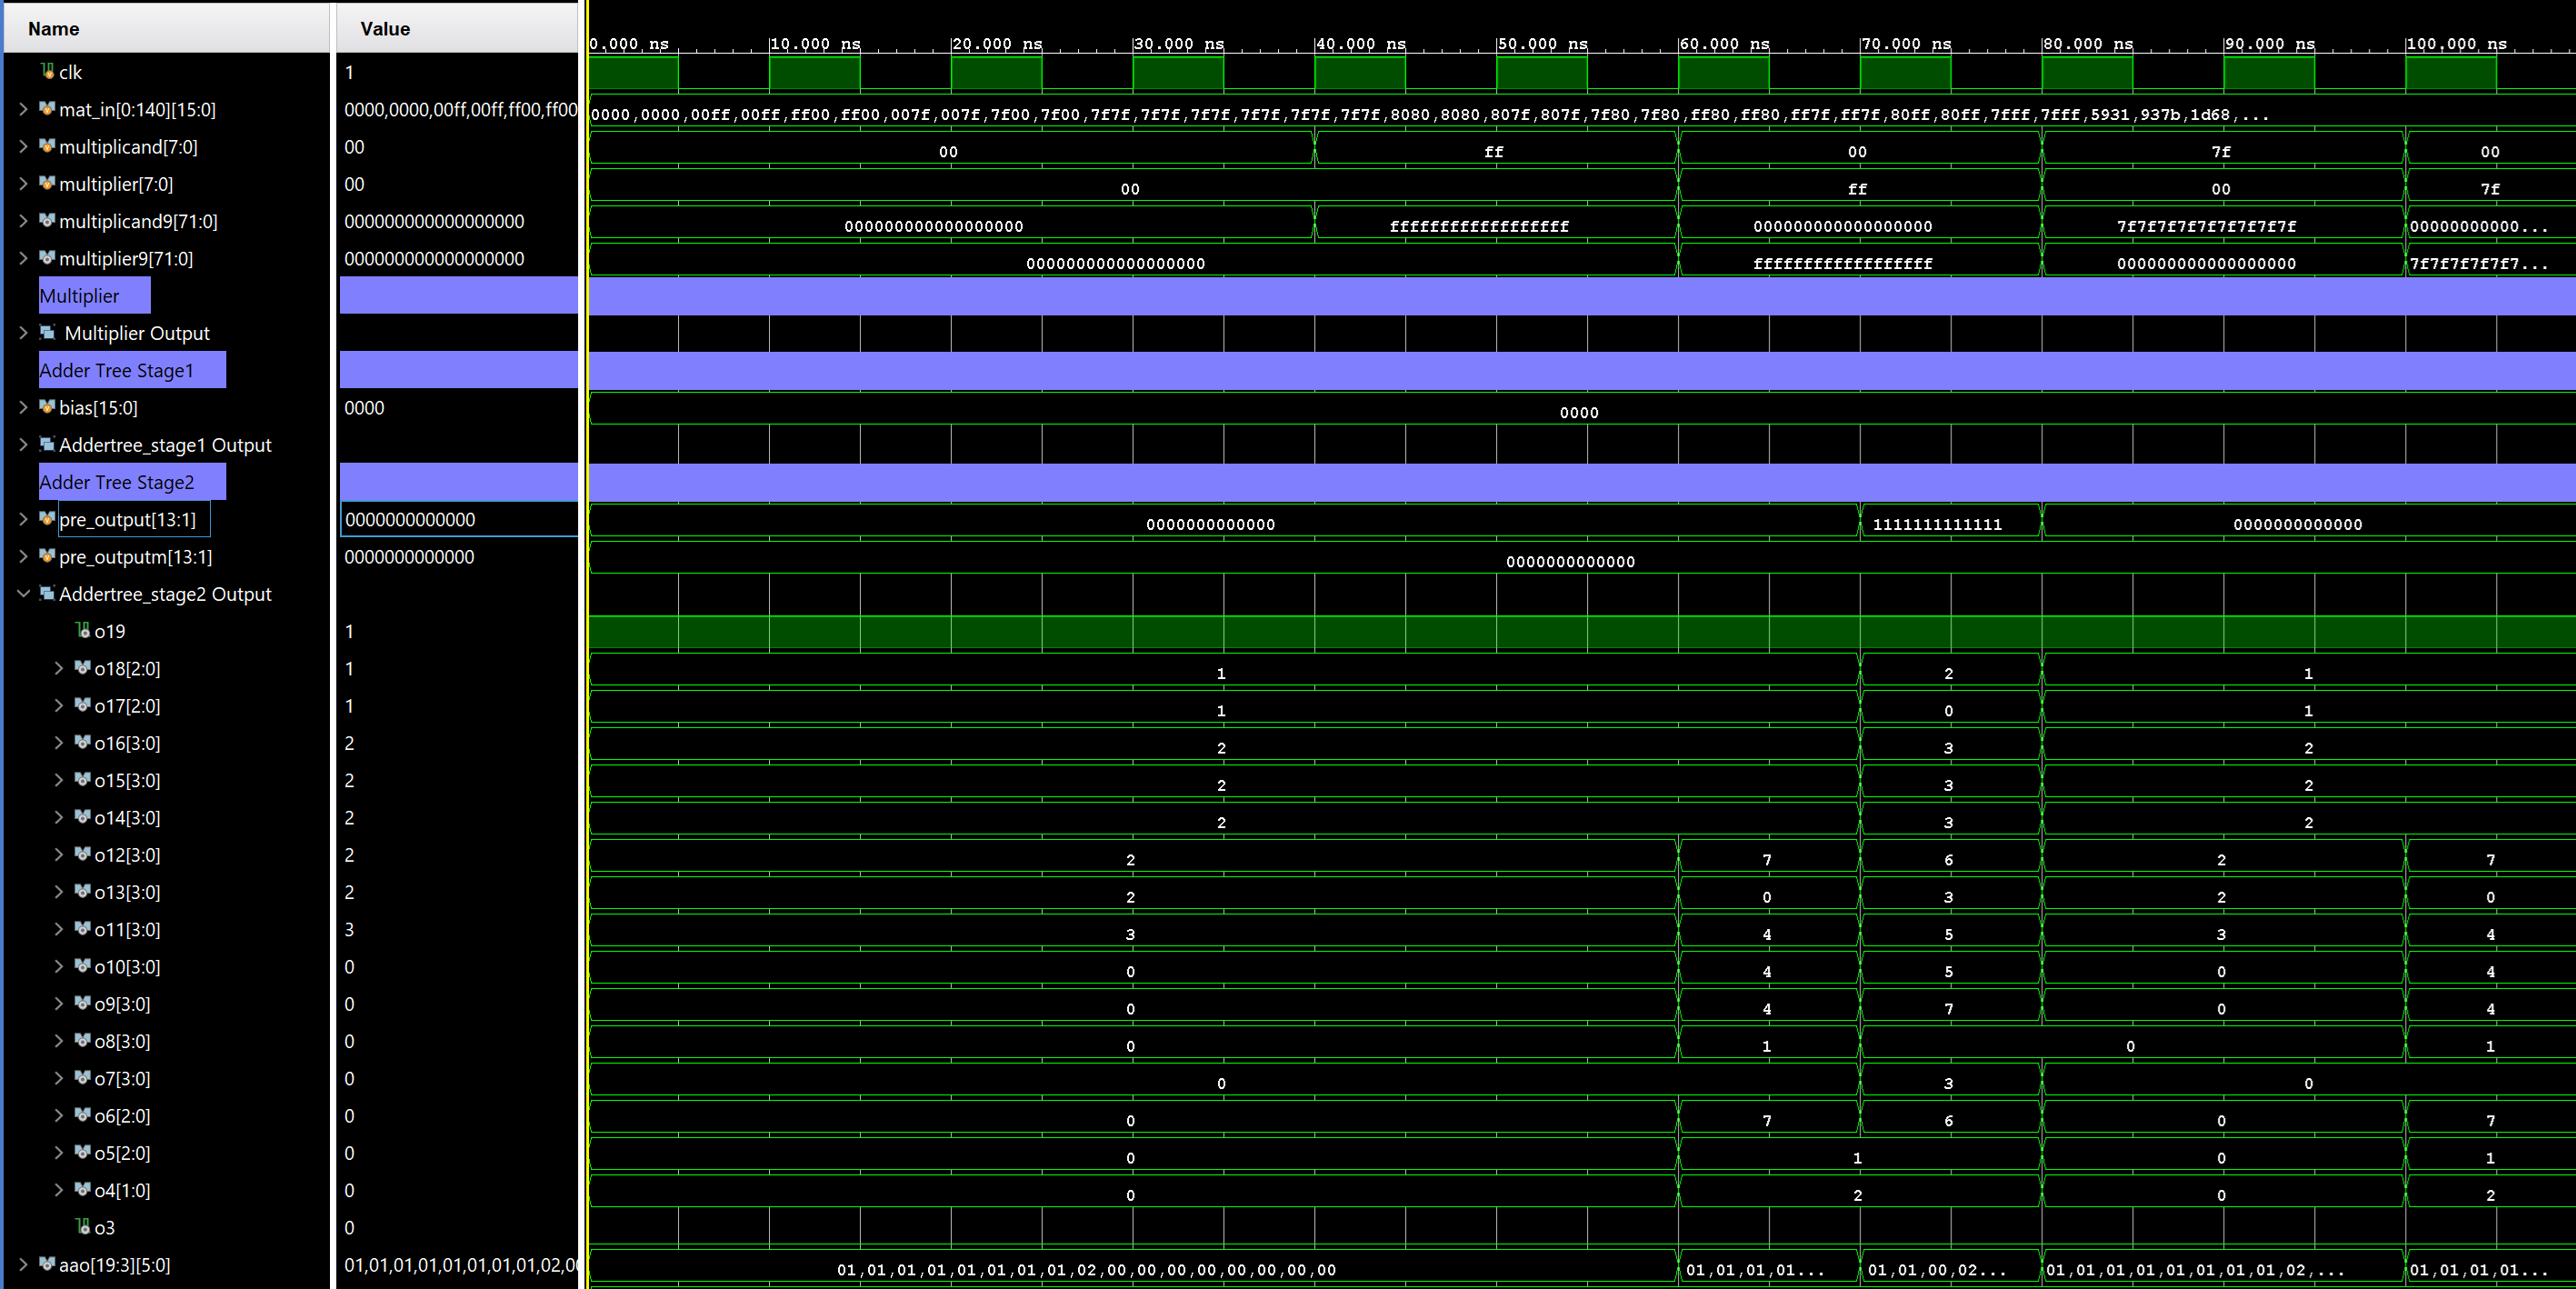 Name Value
0.000 ns 10.000 ns 20.000 ns 30.000 ns 40.000 ns 50.000 ns 60.000 ns 70.000 ns 80.000 ns 90.000 ns 100.000 ns
clk 1
mat_in[0:140][15:0] 0000,0000,00ff,00ff,ff00,ff00 0000,0000,00ff,00ff,ff00,ff00,007f,007f,7f00,7f00,7f7f,7f7f,7f7f,7f7f,7f7f,7f7f,8080,8080,807f,807f,7f80,7f80,ff80,ff80,ff7f,ff7f,80ff,80ff,7fff,7fff,5931,937b,1d68,...
multiplicand[7:0] 00 00 ff 00 7f 00
multiplier[7:0] 00 00 ff 00 7f
multiplicand9[71:0] 000000000000000000 000000000000000000 ffffffffffffffffff 000000000000000000 7f7f7f7f7f7f7f7f7f 00000000000...
multiplier9[71:0] 000000000000000000 000000000000000000 ffffffffffffffffff 000000000000000000 7f7f7f7f7f7...
Multiplier
Multiplier Output
Adder Tree Stage1
bias[15:0] 0000 0000
Addertree_stage1 Output
Adder Tree Stage2
pre_output[13:1] 0000000000000 0000000000000 1111111111111 0000000000000
pre_outputm[13:1] 0000000000000 0000000000000
Addertree_stage2 Output
o19 1
o18[2:0] 1 1 2 1
o17[2:0] 1 1 0 1
o16[3:0] 2 2 3 2
o15[3:0] 2 2 3 2
o14[3:0] 2 2 3 2
o12[3:0] 2 2 7 6 2 7
o13[3:0] 2 2 0 3 2 0
o11[3:0] 3 3 4 5 3 4
o10[3:0] 0 0 4 5 0 4
o9[3:0] 0 0 4 7 0 4
o8[3:0] 0 0 1 0 1
o7[3:0] 0 0 3 0
o6[2:0] 0 0 7 6 0 7
o5[2:0] 0 0 1 0 1
o4[1:0] 0 0 2 0 2
o3 0
aao[19:3][5:0] 01,01,01,01,01,01,01,01,02,00 01,01,01,01,01,01,01,01,02,00,00,00,00,00,00,00,00 01,01,01,01... 01,01,00,02... 01,01,01,01,01,01,01,01,02,... 01,01,01,01...